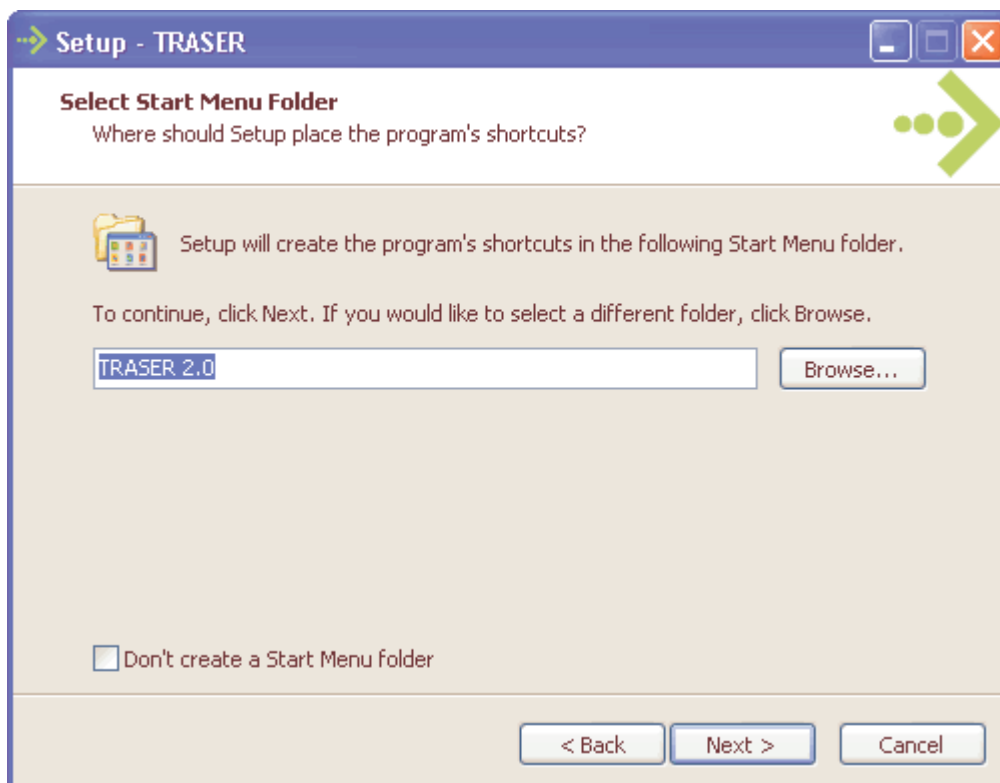 Setup - TRASER
Select Start Menu Folder
Where should Setup place the program's shortcuts?
Setup will create the program's shortcuts in the following Start Menu folder.
To continue, click Next. If you would like to select a different folder, click Browse.
TRASER 2.0
Browse...
Don't create a Start Menu folder
< Back
Next >
Cancel